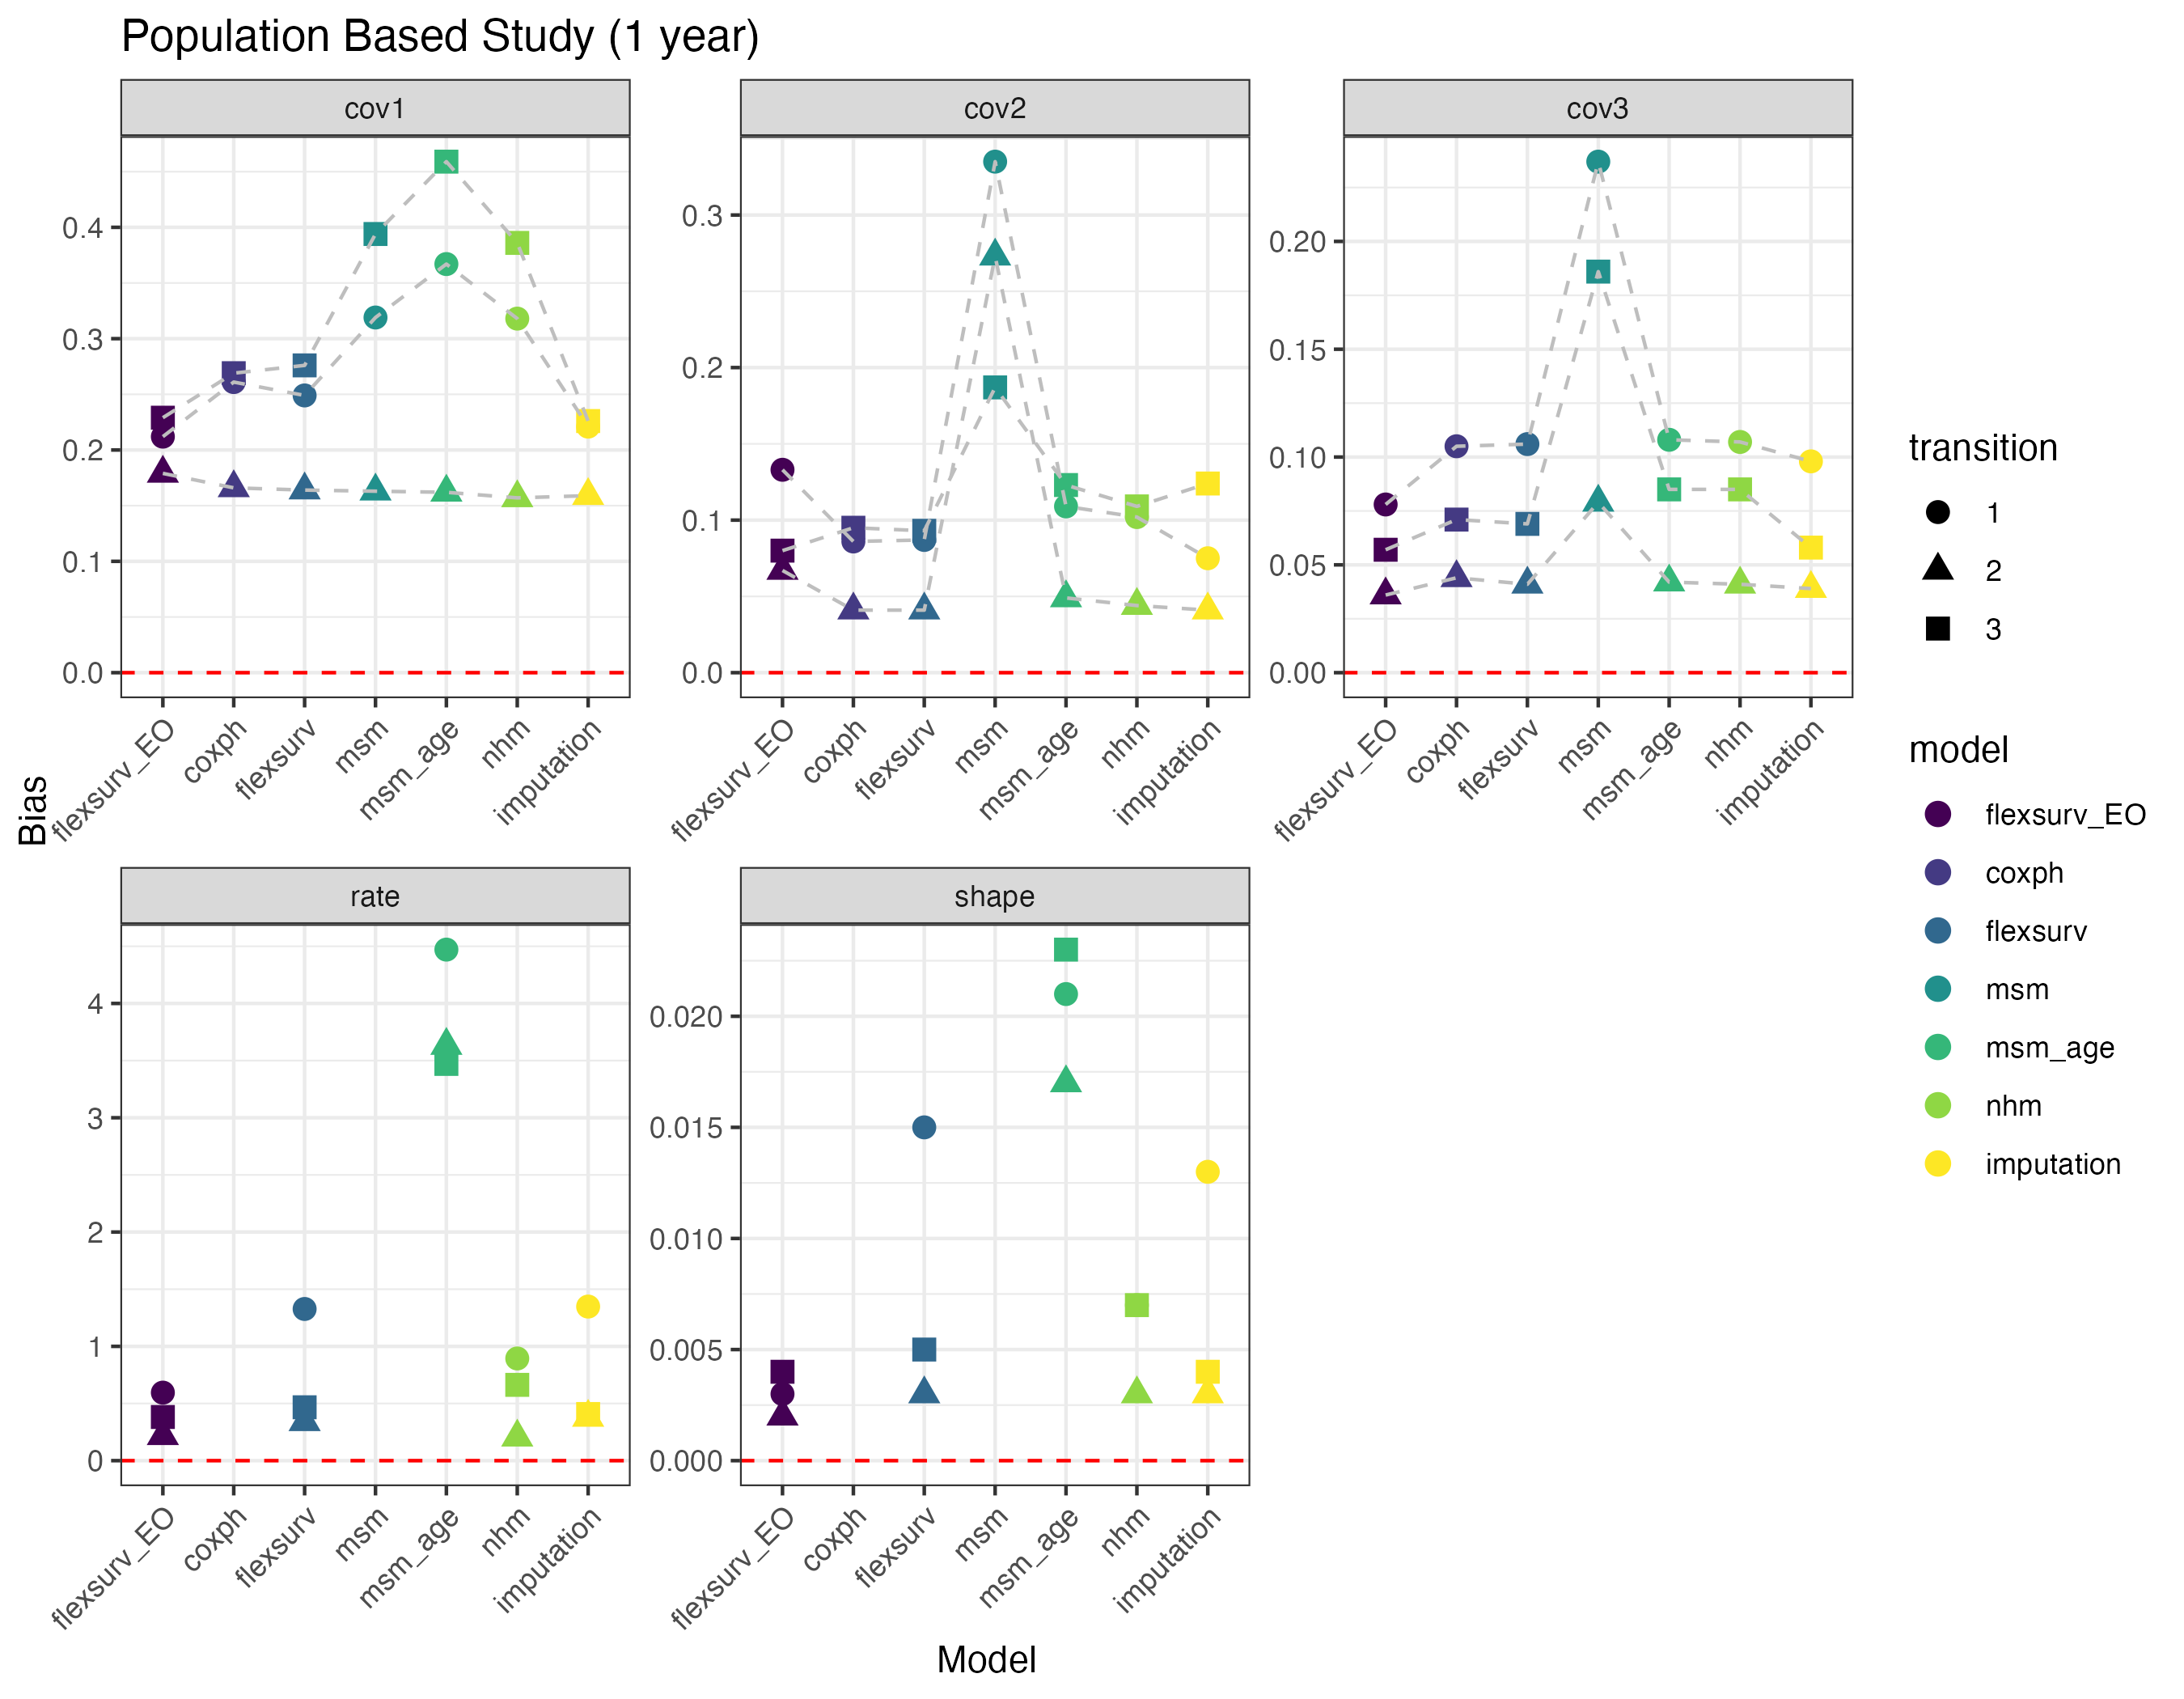 Population Based Study (1 year)
cov1
cov2
cov3
0.4
0.3
0.2
0.1
0.0
0.3
0.2
0.1
0.0
0.20
0.15
0.10
0.05
0.00
flexsurv_EO
coxph
flexsurv
msm
msm_age
nhm
imputation
flexsurv_EO
coxph
flexsurv
msm
msm_age
nhm
imputation
flexsurv_EO
coxph
flexsurv
msm
msm_age
nhm
imputation
Bias
rate
shape
4
3
2
1
0
0.020
0.015
0.010
0.005
0.000
flexsurv_EO
coxph
flexsurv
msm
msm_age
nhm
imputation
flexsurv_EO
coxph
flexsurv
msm
msm_age
nhm
imputation
Model
transition
1
2
3
model
flexsurv_EO
coxph
flexsurv
msm
msm_age
nhm
imputation